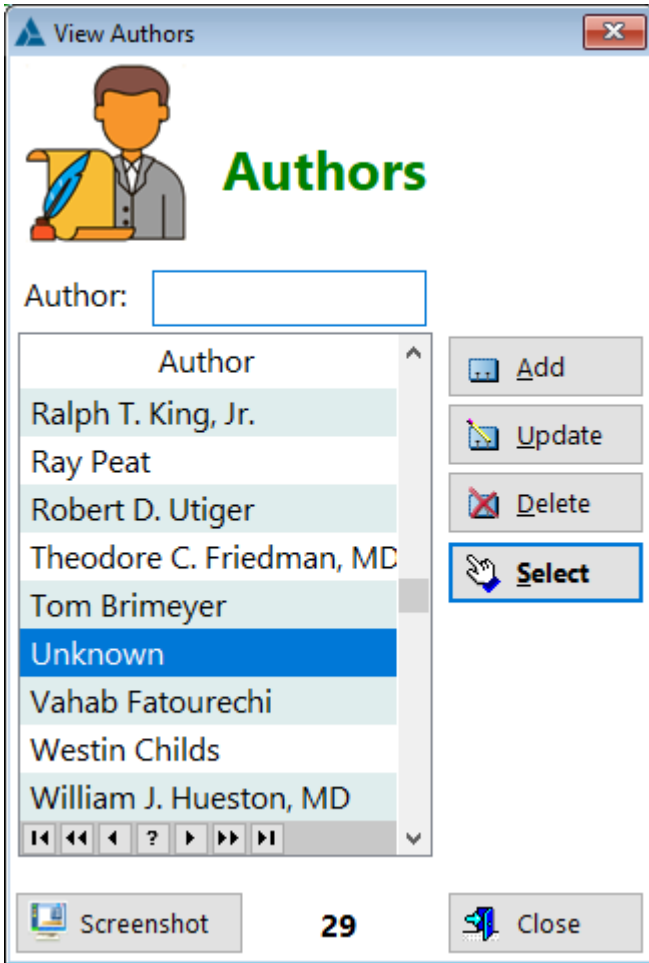 View Authors
Authors
Author:
Author
Ralph T. King, Jr.
Ray Peat
Robert D. Utiger
Theodore C. Friedman, MD
Tom Brimeyer
Unknown
Vahab Fatourechi
Westin Childs
William J. Hueston, MD
?
Add
Update
Delete
Select
Screenshot
29
Close